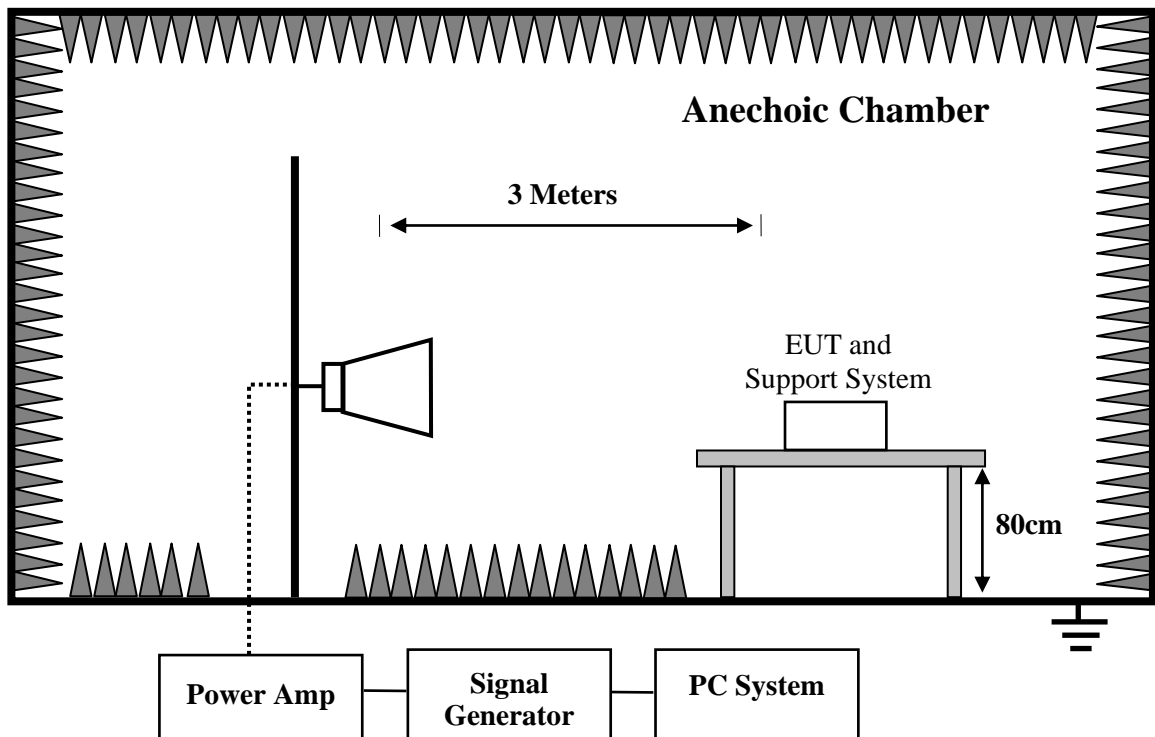 Anechoic Chamber
3 Meters
EUT and
Support System
80cm
Power Amp
Signal
Generator
PC System